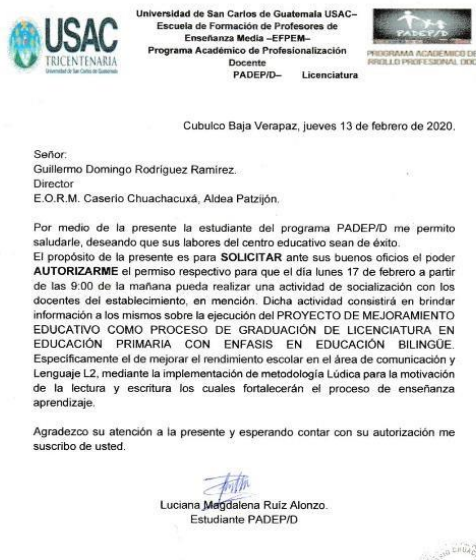 USAC
TRICENTENARIA
Universidad de San Carlos de Guatemala
Universidad de San Carlos de Guatemala USAC–
Escuela de Formación de Profesores de
Enseñanza Media –EFPEM–
Programa Académico de Profesionalización
Docente
PADEP/D– Licenciatura
PADEP/D
PROGRAMA ACADEMICO DE
RROLLO PROFESIONAL DOC
Cubulco Baja Verapaz, jueves 13 de febrero de 2020.
Señor:
Guillermo Domingo Rodríguez Ramirez.
Director
E.O.R.M. Caserío Chuachacuxá, Aldea Patzijón.
Por medio de la presente la estudiante del programa PADEP/D me permito
saludarle, deseando que sus labores del centro educativo sean de éxito.
El propósito de la presente es para SOLICITAR ante sus buenos oficios el poder
AUTORIZARME el permiso respectivo para que el día lunes 17 de febrero a partir
de las 9:00 de la mañana pueda realizar una actividad de socialización con los
docentes del establecimiento, en mención. Dicha actividad consistirá en brindar
información a los mismos sobre la ejecución del PROYECTO DE MEJORAMIENTO
EDUCATIVO COMO PROCESO DE GRADUACIÓN DE LICENCIATURA EN
EDUCACIÓN PRIMARIA CON ENFASIS EN EDUCACIÓN BILINGÜE.
Específicamente el de mejorar el rendimiento escolar en el área de comunicación y
Lenguaje L2, mediante la implementación de metodología Lúdica para la motivación
de la lectura y escritura los cuales fortalecerán el proceso de enseñanza
aprendizaje.
Agradezco su atención a la presente y esperando contar con su autorización me
suscribo de usted.
Luciana Magdalena Ruíz Alonzo.
Estudiante PADEP/D